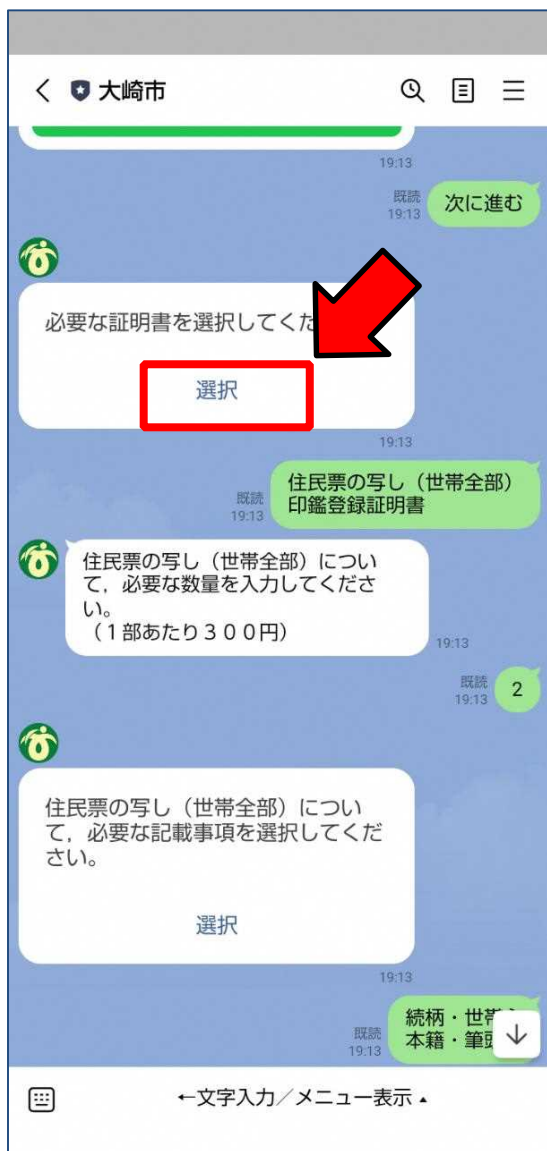 大崎市
19:13
既読
19:13
次に進む
必要な証明書を選択してくだ
選択
19:13
既読
19:13
住民票の写し（世帯全部）
印鑑登録証明書
住民票の写し（世帯全部）につい
て，必要な数量を入力してくださ
い。
（１部あたり３００円）
19:13
既読
19:13
2
住民票の写し（世帯全部）につい
て，必要な記載事項を選択してくだ
さい。
選択
19:13
既読
19:13
続柄・世帯
本籍・筆頭
←文字入力／メニュー表示▲